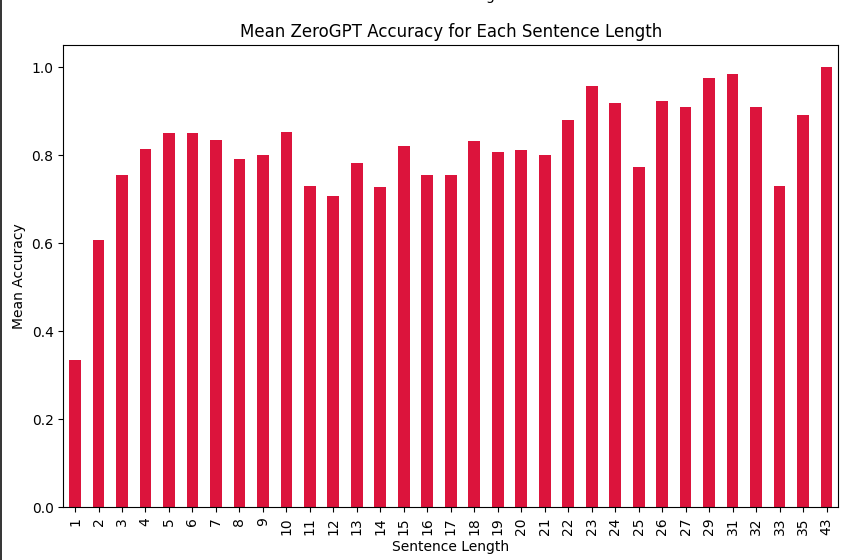 Mean ZeroGPT Accuracy for Each Sentence Length
1.0
0.8
0.6
0.4
0.2
0.0
Mean Accuracy
1 2 3 4 5 6 7 8 9 10 11 12 13 14 15 16 17 18 19 20 21 22 23 24 25 26 27 29 31 32 33 35 43
Sentence Length